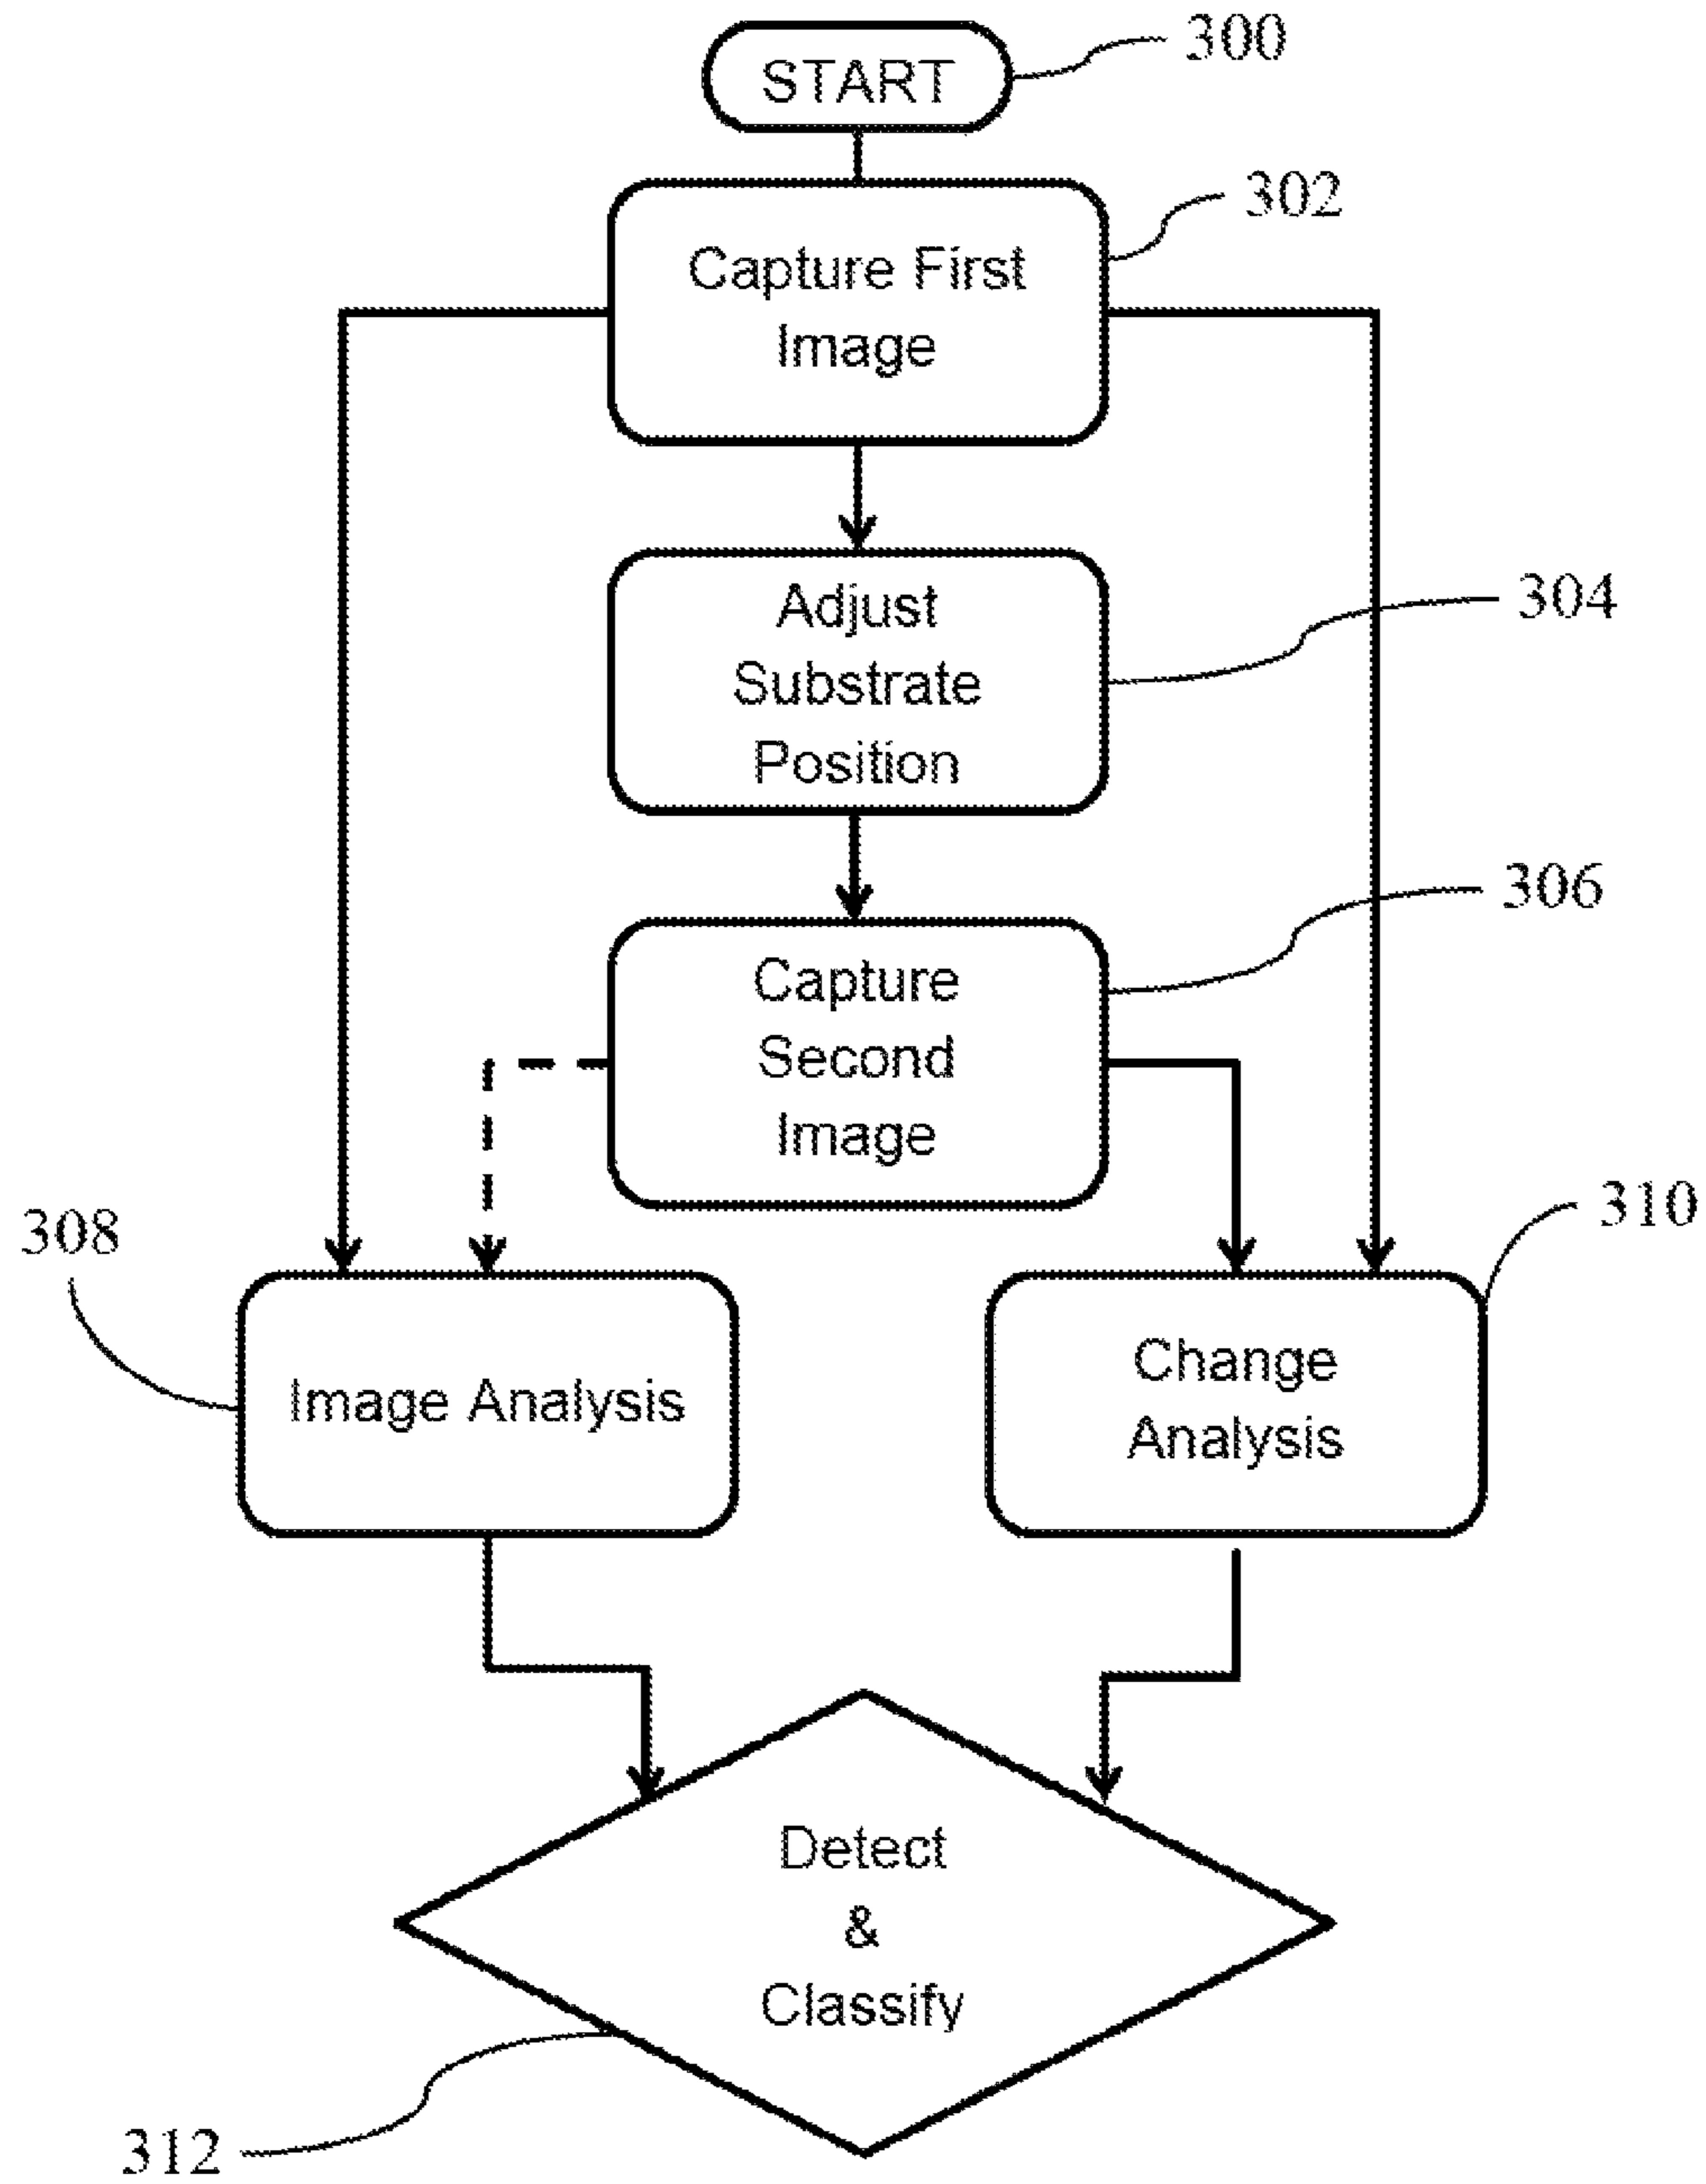 START
300
Capture First
Image
302
Adjust
Substrate
Position
304
Capture
Second
Image
306
308
Image Analysis
310
Change
Analysis
Detect
&
Classify
312